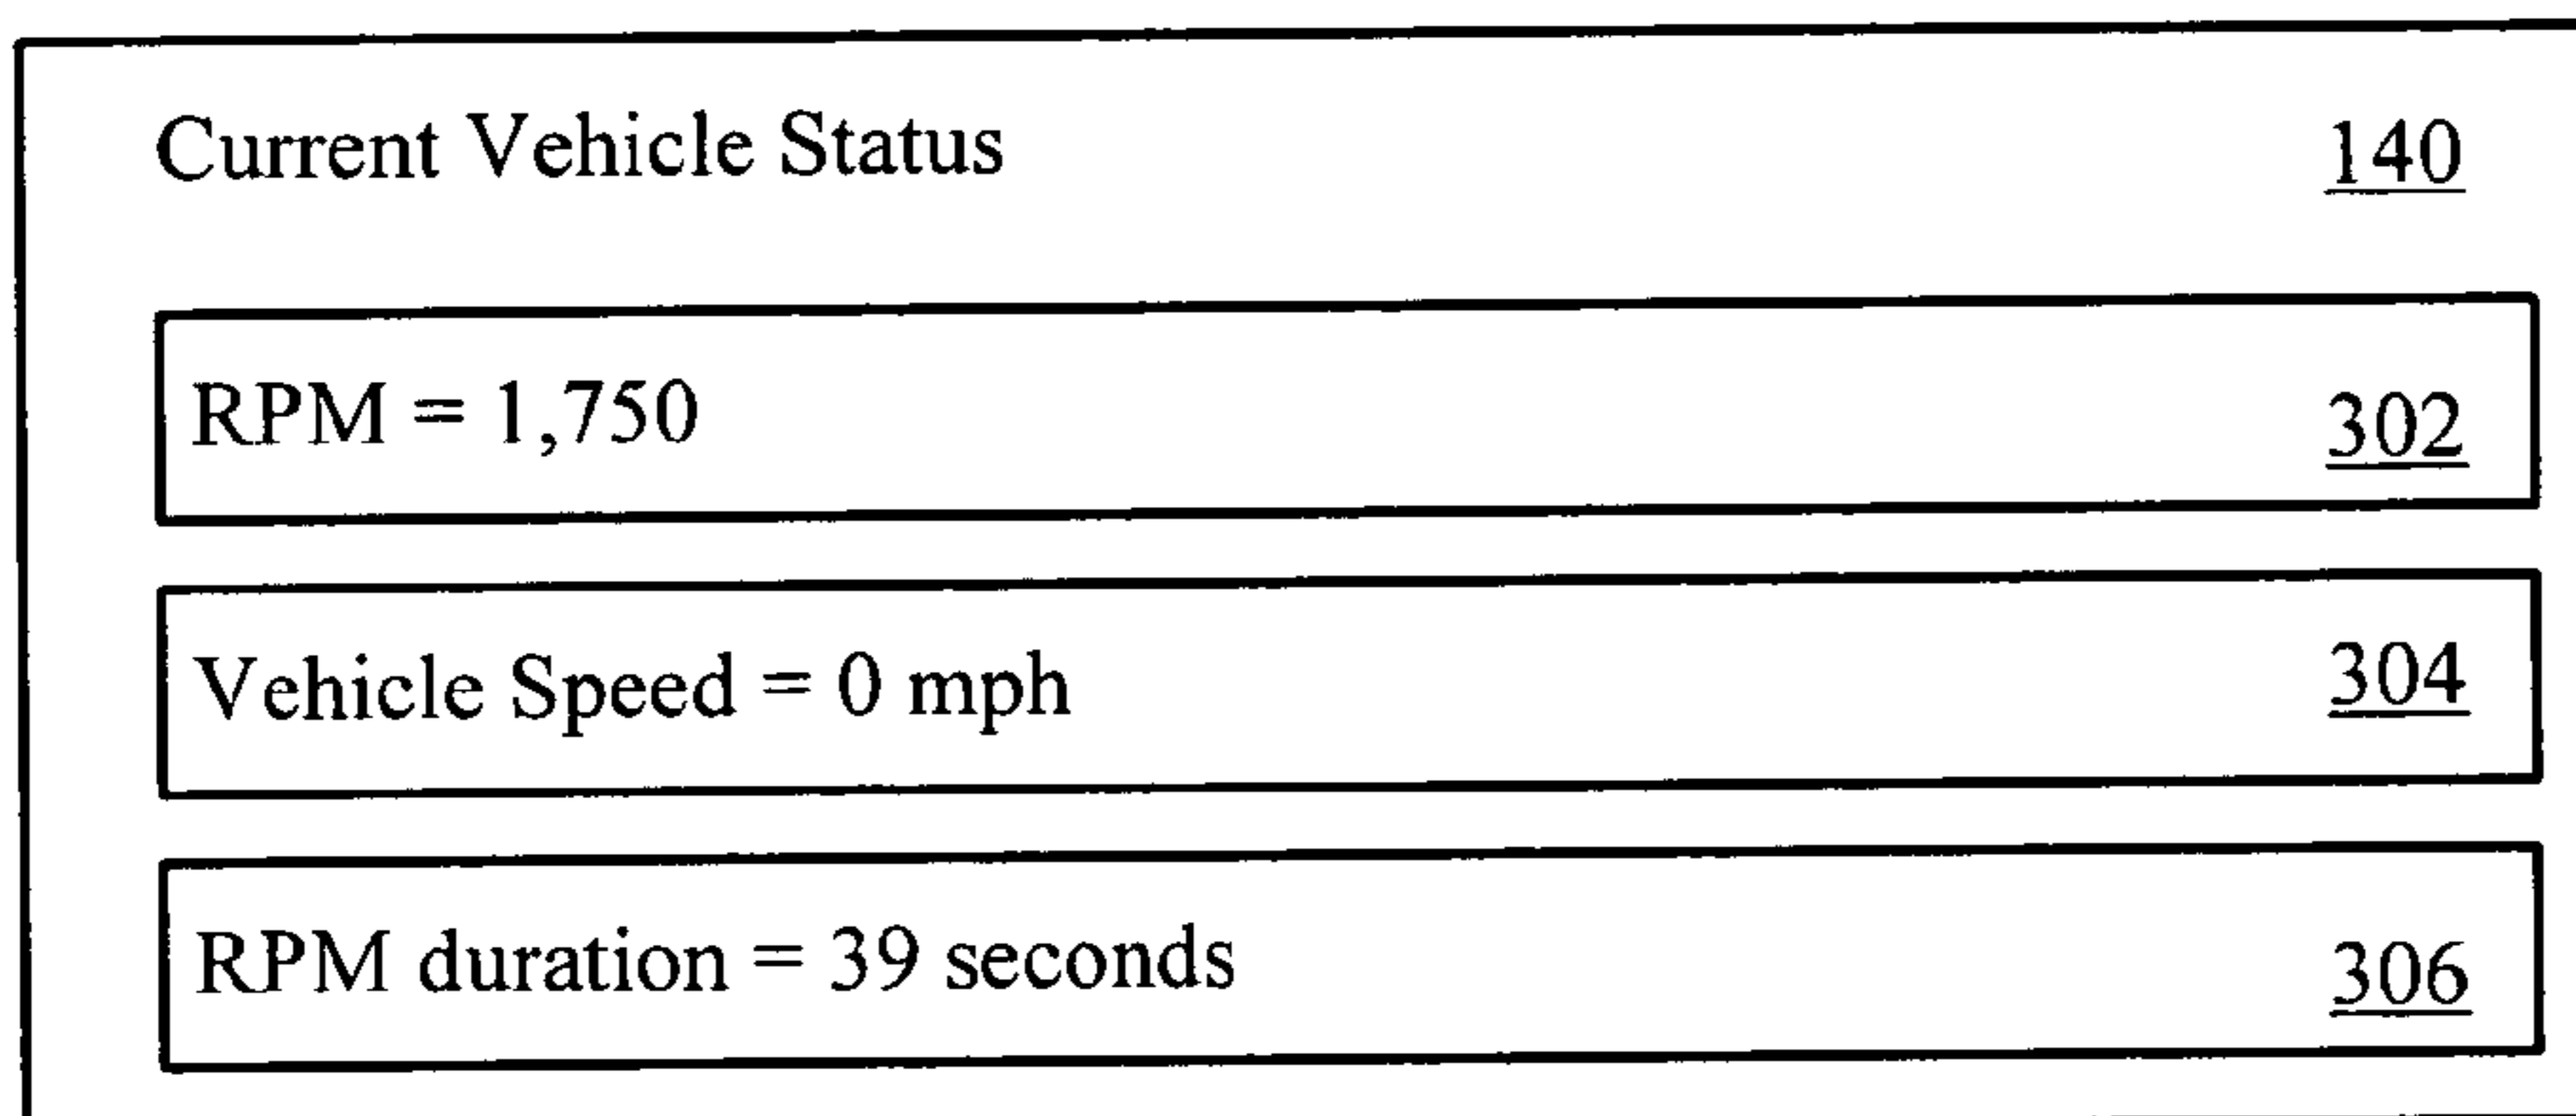 Current Vehicle Status 140
RPM = 1,750 302
Vehicle Speed = 0 mph 304
RPM duration = 39 seconds 306